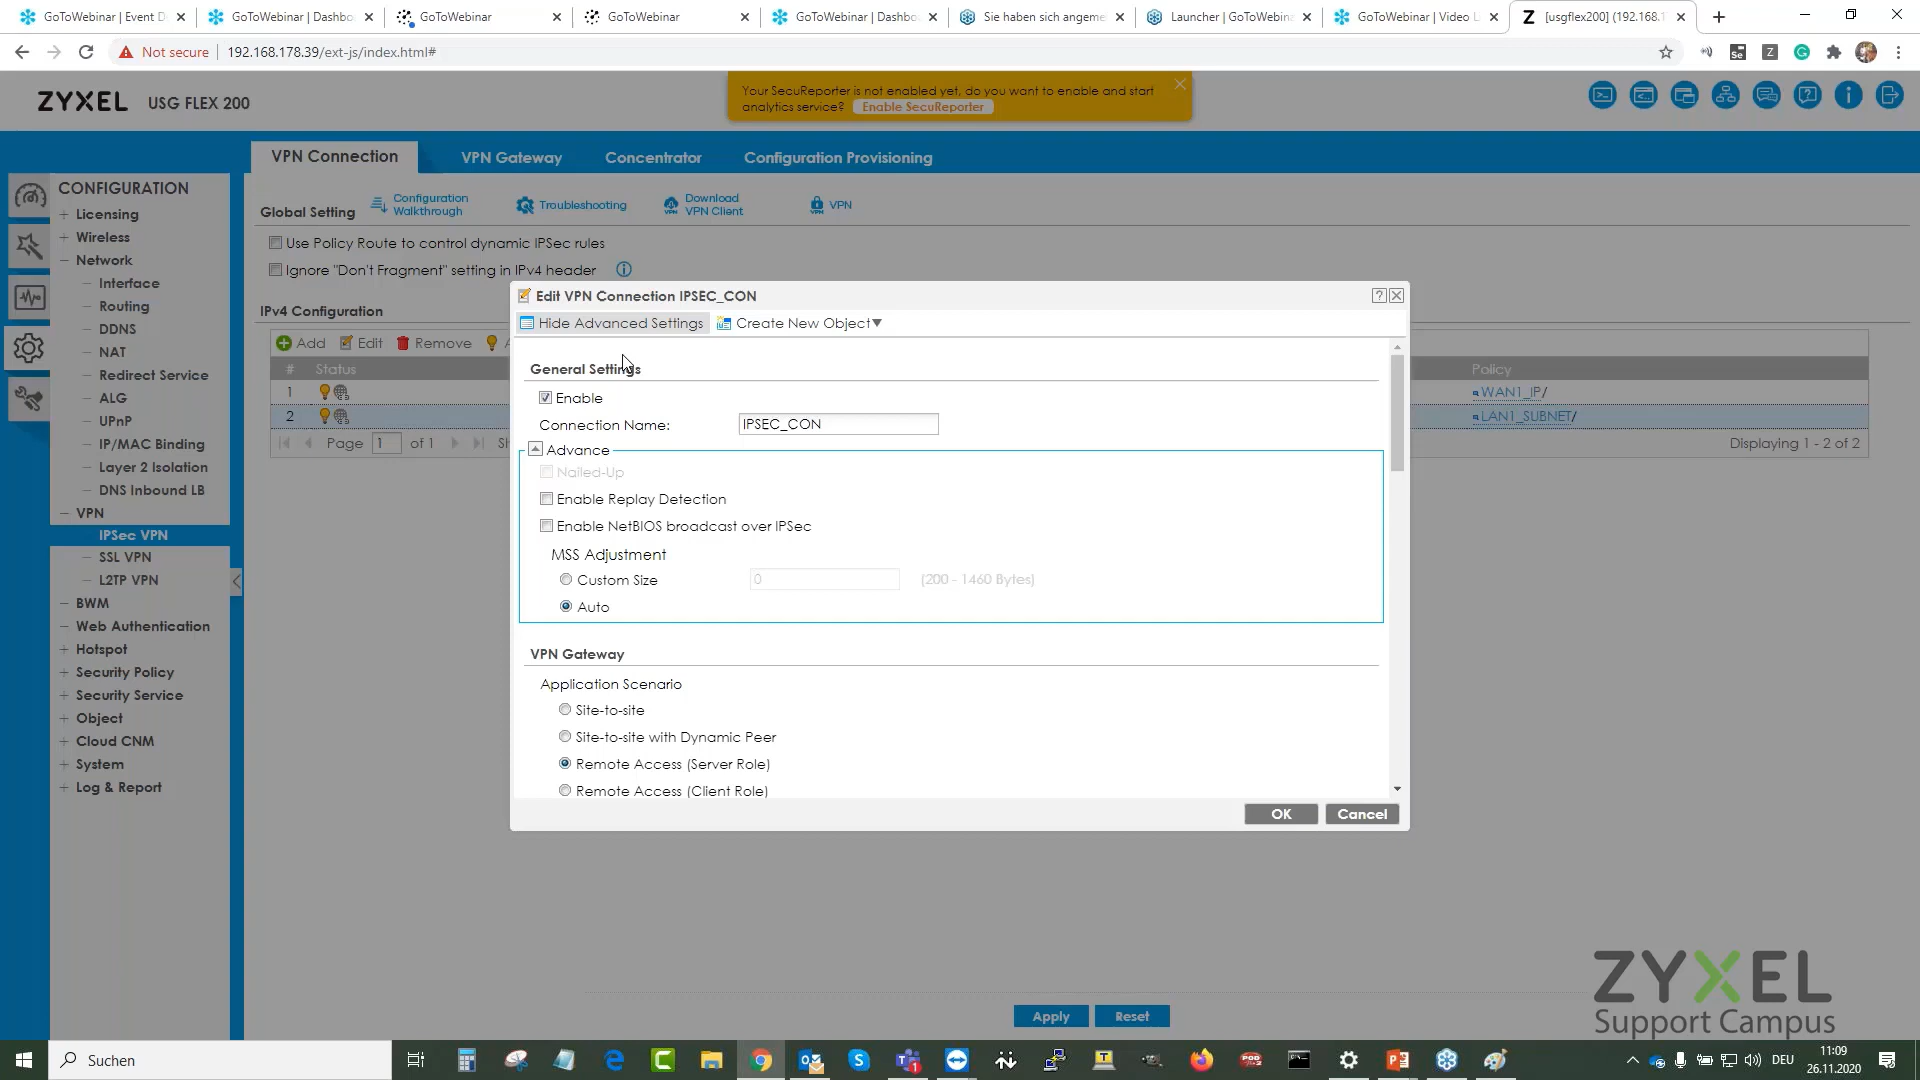 GoToWebinar | Event D
GoToWebinar | Dashbo
GoToWebinar
GoToWebinar
GoToWebinar | Dashbo
Sie haben sich angeme
Launcher | GoToWebina
GoToWebinar | Video L
[usgflex200] (192.168.1
Not secure
192.168.178.39/ext-js/index.html#
ZYXEL USG FLEX 200
Your SecuReporter is not enabled yet, do you want to enable and start
analytics service? Enable SecuReporter
VPN Connection
VPN Gateway
Concentrator
Configuration Provisioning
CONFIGURATION
Licensing
Wireless
Network
Interface
Routing
DDNS
NAT
Redirect Service
ALG
UPnP
IP/MAC Binding
Layer 2 Isolation
DNS Inbound LB
VPN
IPSec VPN
SSL VPN
L2TP VPN
BWM
Web Authentication
Hotspot
Security Policy
Security Service
Object
Cloud CNM
System
Log & Report
Global Setting
Configuration
Walkthrough
Troubleshooting
Download
VPN Client
VPN
Use Policy Route to control dynamic IPSec rules
Ignore "Don't Fragment" setting in IPv4 header
IPv4 Configuration
Add Edit Remove A
# Status
Policy
1
WAN1_IP/
2
LAN1_SUBNET/
Page 1 of 1 Sh
Displaying 1 - 2 of 2
Edit VPN Connection IPSEC_CON
Hide Advanced Settings Create New Object
General Settings
Enable
Connection Name: IPSEC_CON
Advance
Nailed-Up
Enable Replay Detection
Enable NetBIOS broadcast over IPSec
MSS Adjustment
Custom Size 0 (200 - 1460 Bytes)
Auto
VPN Gateway
Application Scenario
Site-to-site
Site-to-site with Dynamic Peer
Remote Access (Server Role)
Remote Access (Client Role)
OK Cancel
Apply Reset
ZYXEL
Support Campus
Suchen
DEU
11:09
26.11.2020